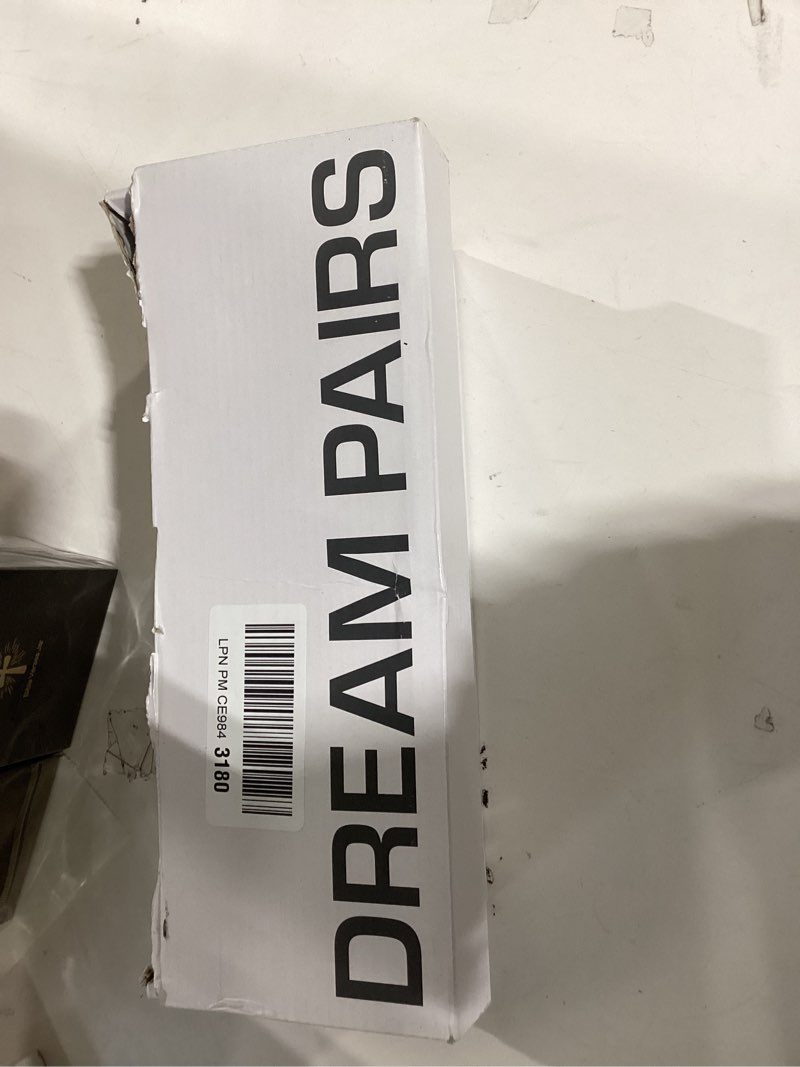 DREAM PAIRS
LPN PM CE984 3180